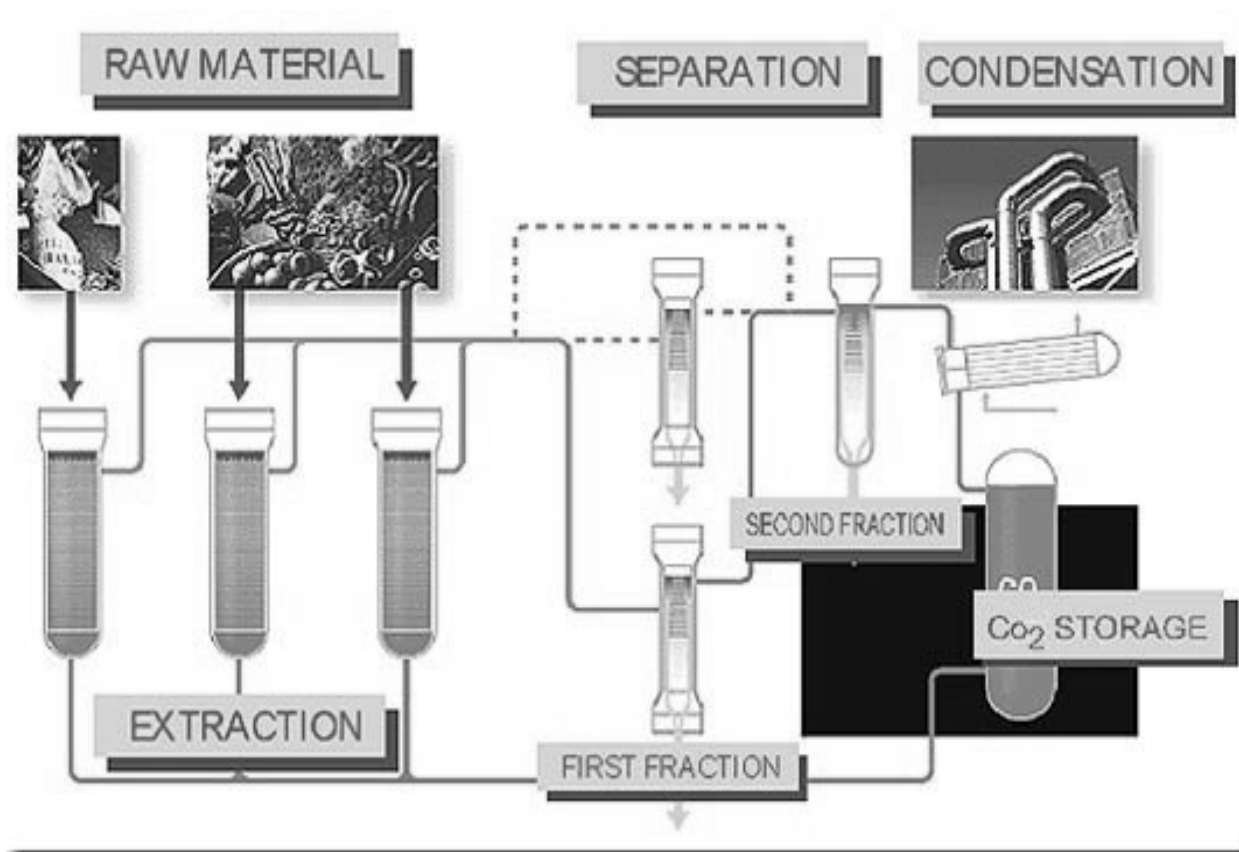 RAW MATERIAL
SEPARATION
CONDENSATION
SECOND FRACTION
Co₂ STORAGE
EXTRACTION
FIRST FRACTION